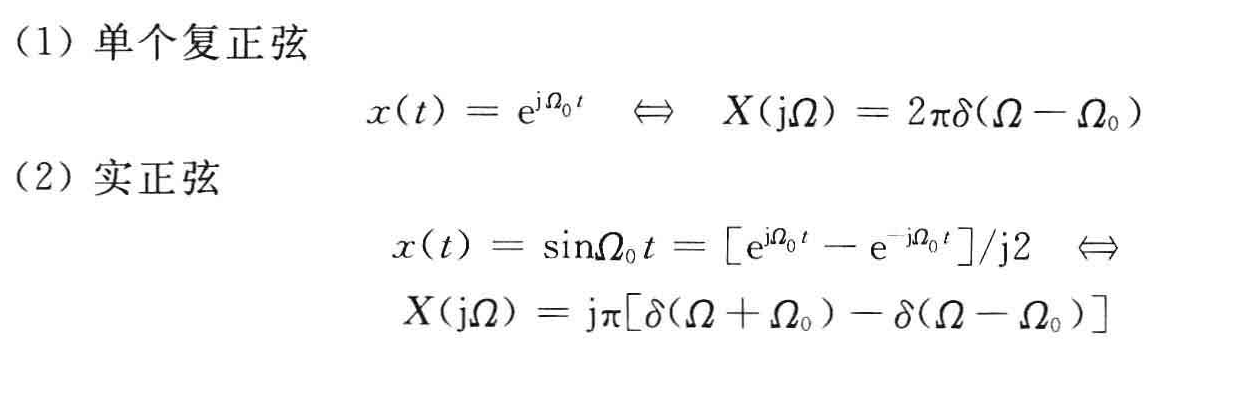 (1) 单个复正弦
x(t) = e^{jΩ₀t} ⇔ X(jΩ) = 2πδ(Ω − Ω₀)
(2) 实正弦
x(t) = sinΩ₀t = [e^{jΩ₀t} − e^{−jΩ₀t}]/j2 ⇔
X(jΩ) = jπ[δ(Ω + Ω₀) − δ(Ω − Ω₀)]